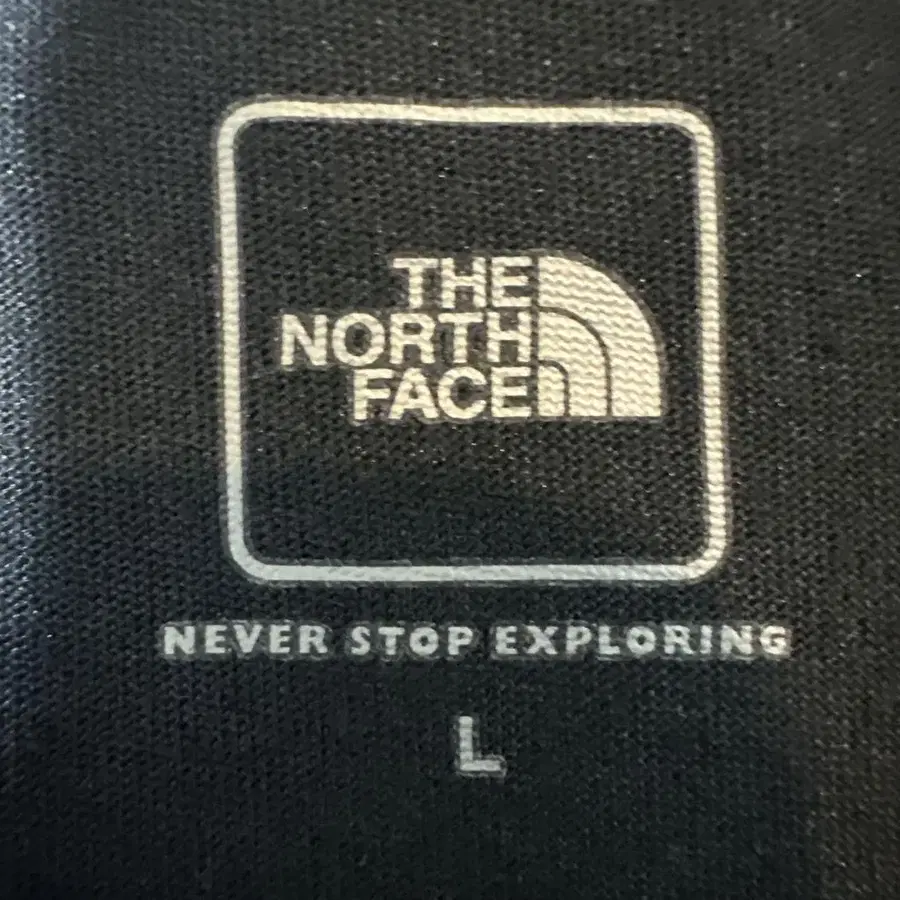 THE
NORTH
FACE
NEVER STOP EXPLORING
L